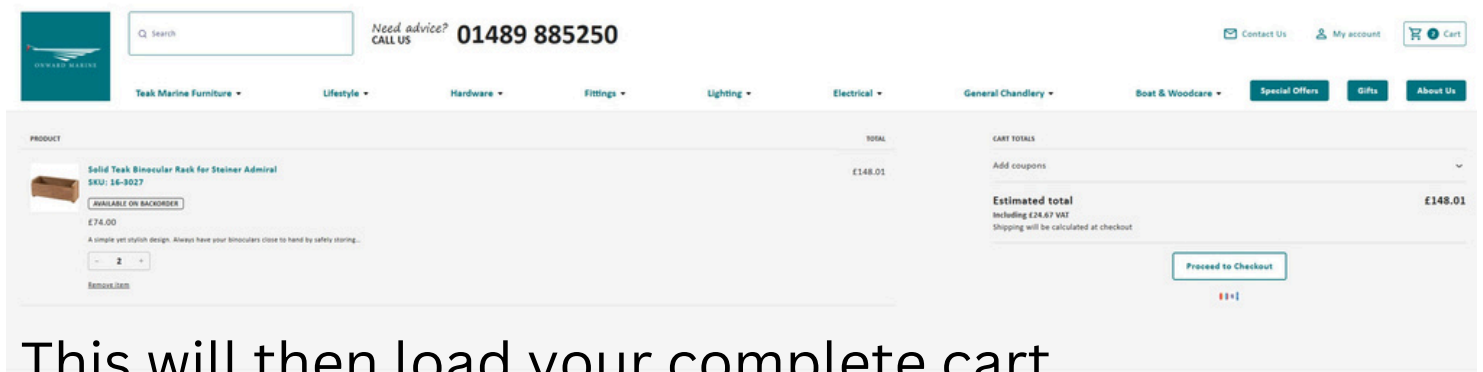 Search
Need advice?
CALL US
01489 885250
Contact Us
My account
2 Cart
ONWARD MARINE
Teak Marine Furniture
Lifestyle
Hardware
Fittings
Lighting
Electrical
General Chandlery
Boat & Woodcare
Special Offers
Gifts
About Us
PRODUCT
TOTAL
Solid Teak Binocular Rack for Steiner Admiral
SKU: 16-3027
£148.01
AVAILABLE ON BACKORDER
£74.00
A simple yet stylish design. Always have your binoculars close to hand by safely storing...
- 2 +
Remove item
CART TOTALS
Add coupons
Estimated total
£148.01
Including £24.67 VAT
Shipping will be calculated at checkout
Proceed to Checkout
This will then load your complete cart